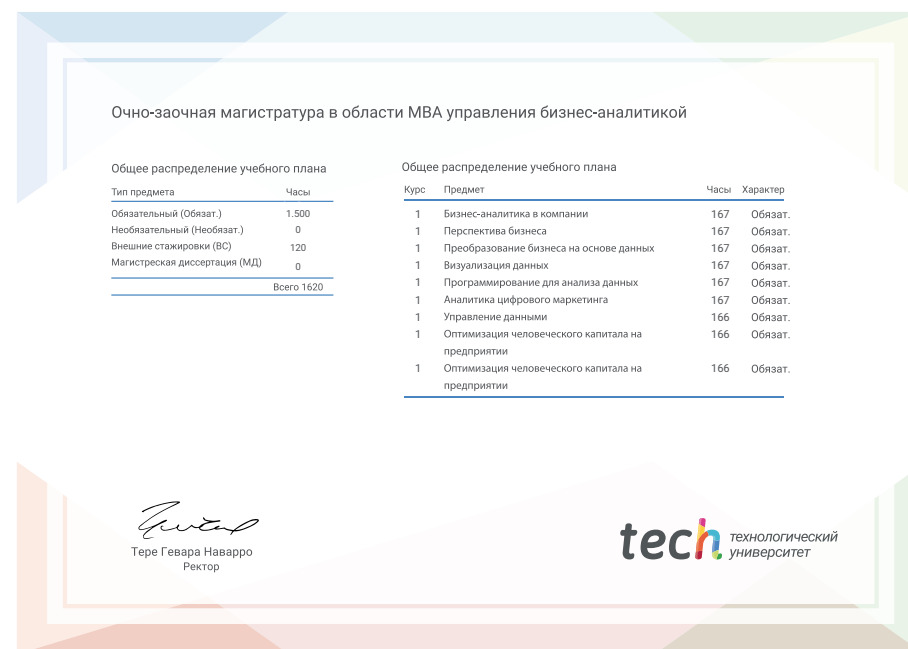 Очно-заочная магистратура в области MBA управления бизнес-аналитикой
Общее распределение учебного плана
Тип предмета Часы
Обязательный (Обязат.) 1.500
Необязательный (Необязат.) 0
Внешние стажировки (ВС) 120
Магистреская диссертация (МД) 0
Всего 1620
Общее распределение учебного плана
Курс Предмет Часы Характер
1 Бизнес-аналитика в компании 167 Обязат.
1 Перспектива бизнеса 167 Обязат.
1 Преобразование бизнеса на основе данных 167 Обязат.
1 Визуализация данных 167 Обязат.
1 Программирование для анализа данных 167 Обязат.
1 Аналитика цифрового маркетинга 167 Обязат.
1 Управление данными 166 Обязат.
1 Оптимизация человеческого капитала на 166 Обязат.
предприятии
1 Оптимизация человеческого капитала на 166 Обязат.
предприятии
Тере Гевара Наварро
Ректор
tech технологический
университет